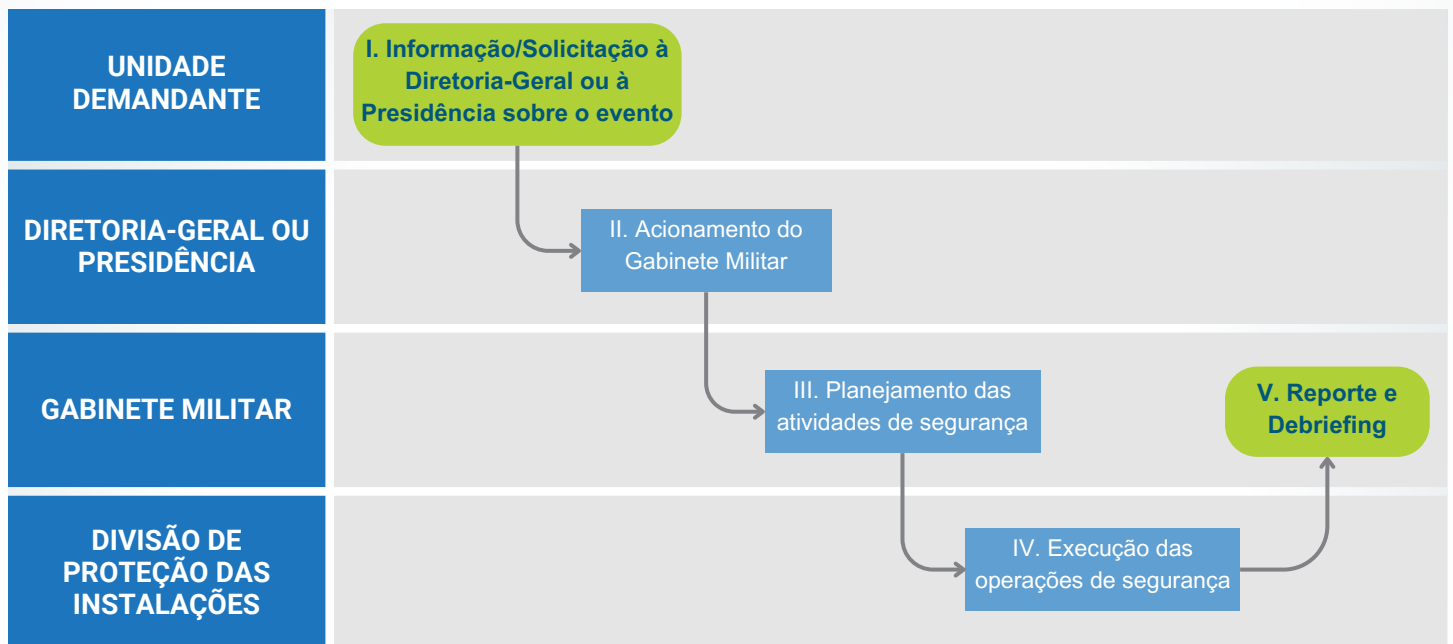 UNIDADE
DEMANDANTE
I. Informação/Solicitação à
Diretoria-Geral ou à
Presidência sobre o evento
DIRETORIA-GERAL OU
PRESIDÊNCIA
II. Acionamento do
Gabinete Militar
GABINETE MILITAR
III. Planejamento das
atividades de segurança
V. Reporte e
Debriefing
DIVISÃO DE
PROTEÇÃO DAS
INSTALAÇÕES
IV. Execução das
operações de segurança